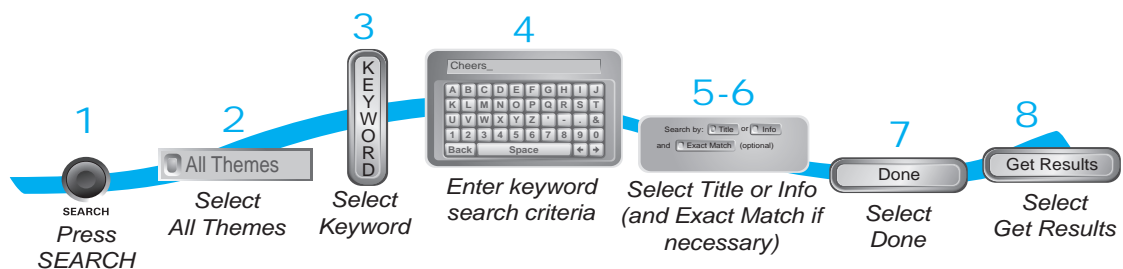 1
SEARCH
Press
SEARCH
2
All Themes
Select
All Themes
3
KEYWORD
Select
Keyword
4
Cheers_
A B C D E F G H I J
K L M N O P Q R S T
U V W X Y Z ' - . &
1 2 3 4 5 6 7 8 9 0
Back Space
Enter keyword
search criteria
5-6
Search by: Title or Info
and Exact Match (optional)
Select Title or Info
(and Exact Match if
necessary)
7
Done
Select
Done
8
Get Results
Select
Get Results